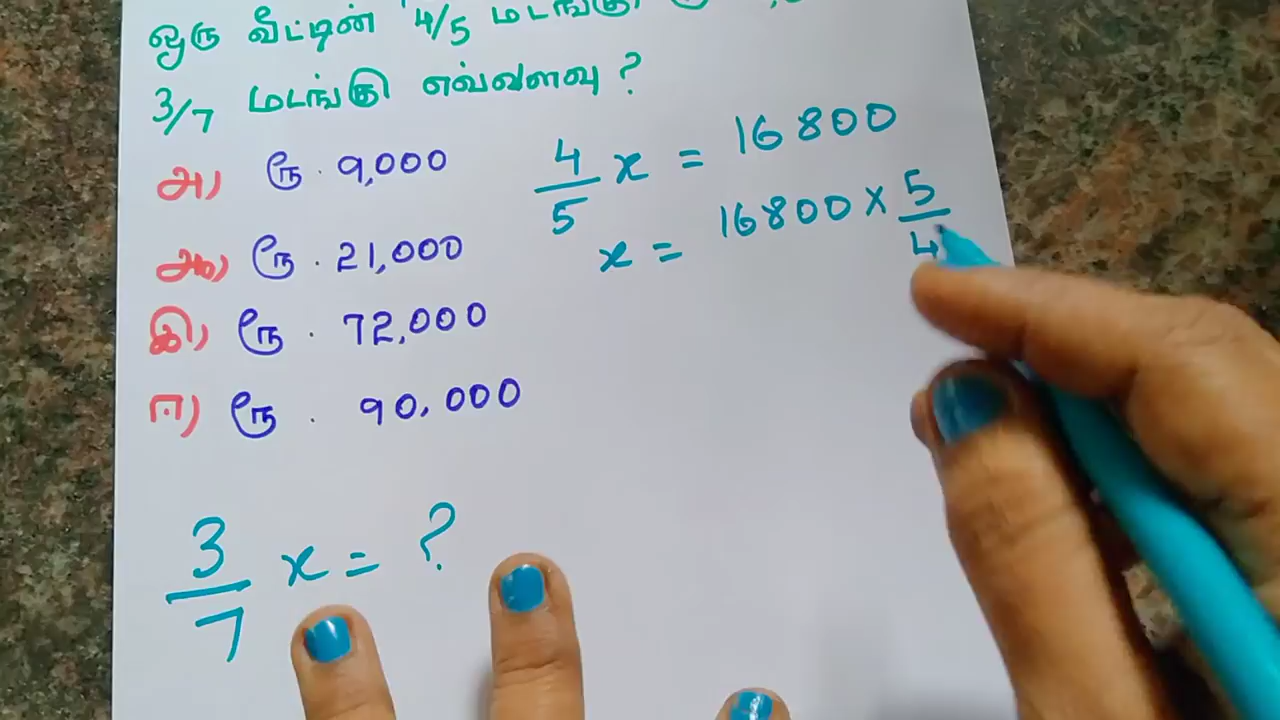 ஒரு வீட்டின் 4/5 மடங்கு
3/7 மடங்கு எவ்வளவு ?
அ) ரூ . 9,000
ஆ) ரூ . 21,000
இ) ரூ . 72,000
ஈ) ரூ . 90,000
4/5 x = 16800
x = 16800 × 5/4
3/7 x = ?